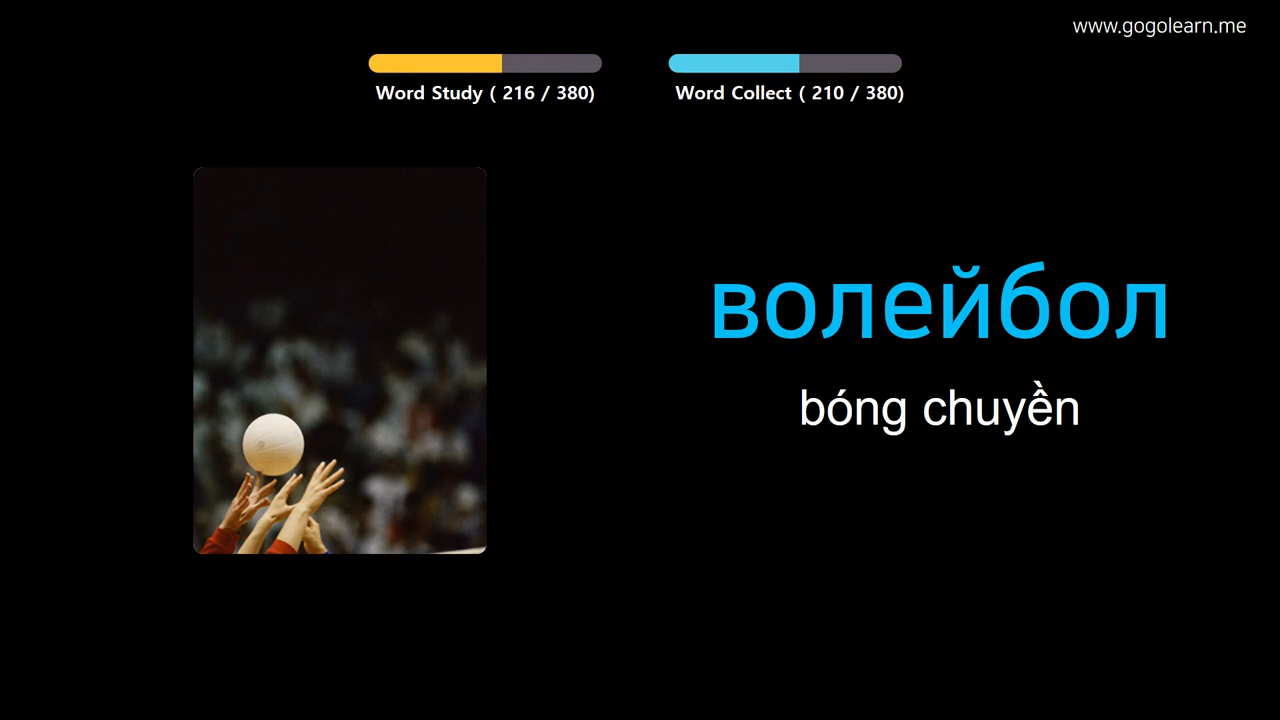 www.gogolearn.me
Word Study ( 216 / 380)
Word Collect ( 210 / 380)
волейбол
bóng chuyền